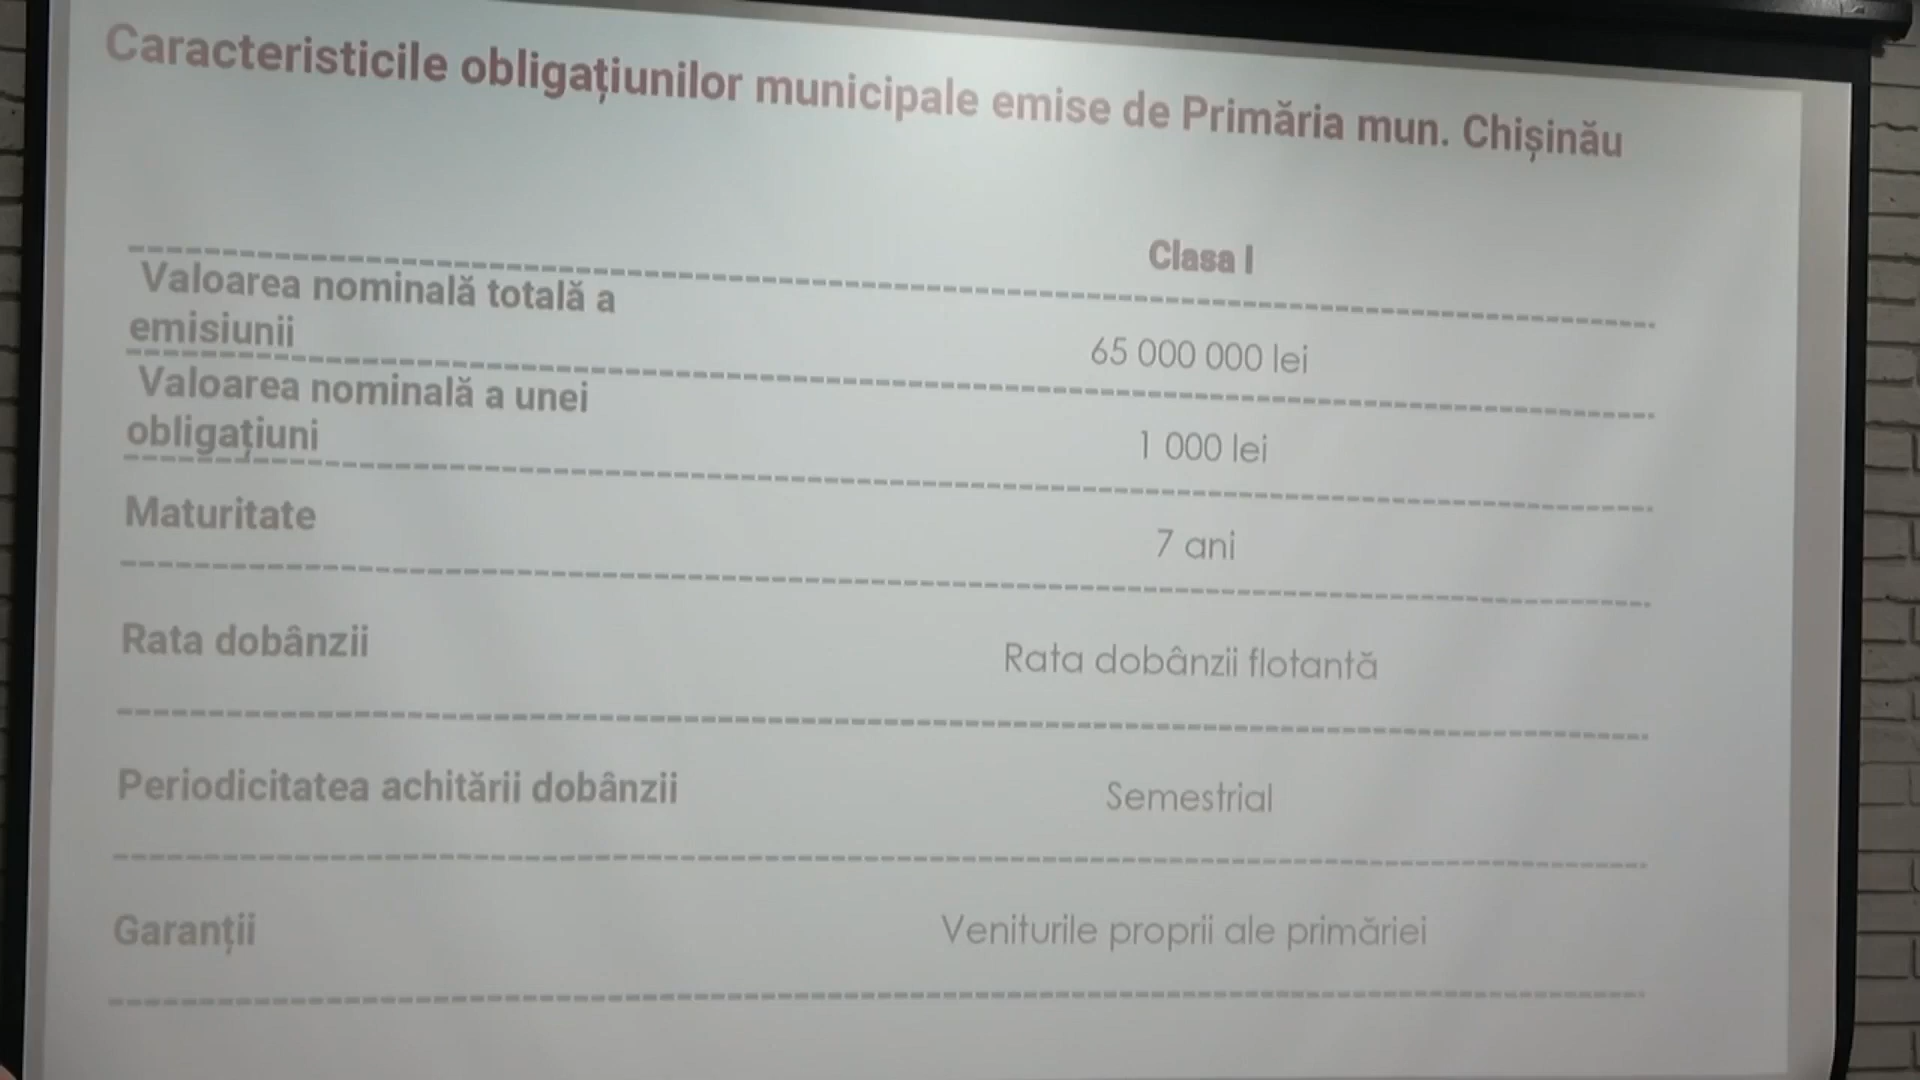 Caracteristicile obligațiunilor municipale emise de Primăria mun. Chișinău
Clasa I
Valoarea nominală totală a
emisiunii
65 000 000 lei
Valoarea nominală a unei
obligațiuni
1 000 lei
Maturitate
7 ani
Rata dobânzii
Rata dobânzii flotantă
Periodicitatea achitării dobânzii
Semestrial
Garanții
Veniturile proprii ale primăriei